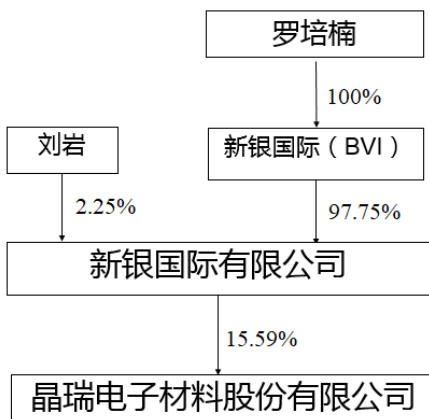 罗培楠
100%
刘岩
新银国际（BVI）
2.25%
97.75%
新银国际有限公司
15.59%
晶瑞电子材料股份有限公司